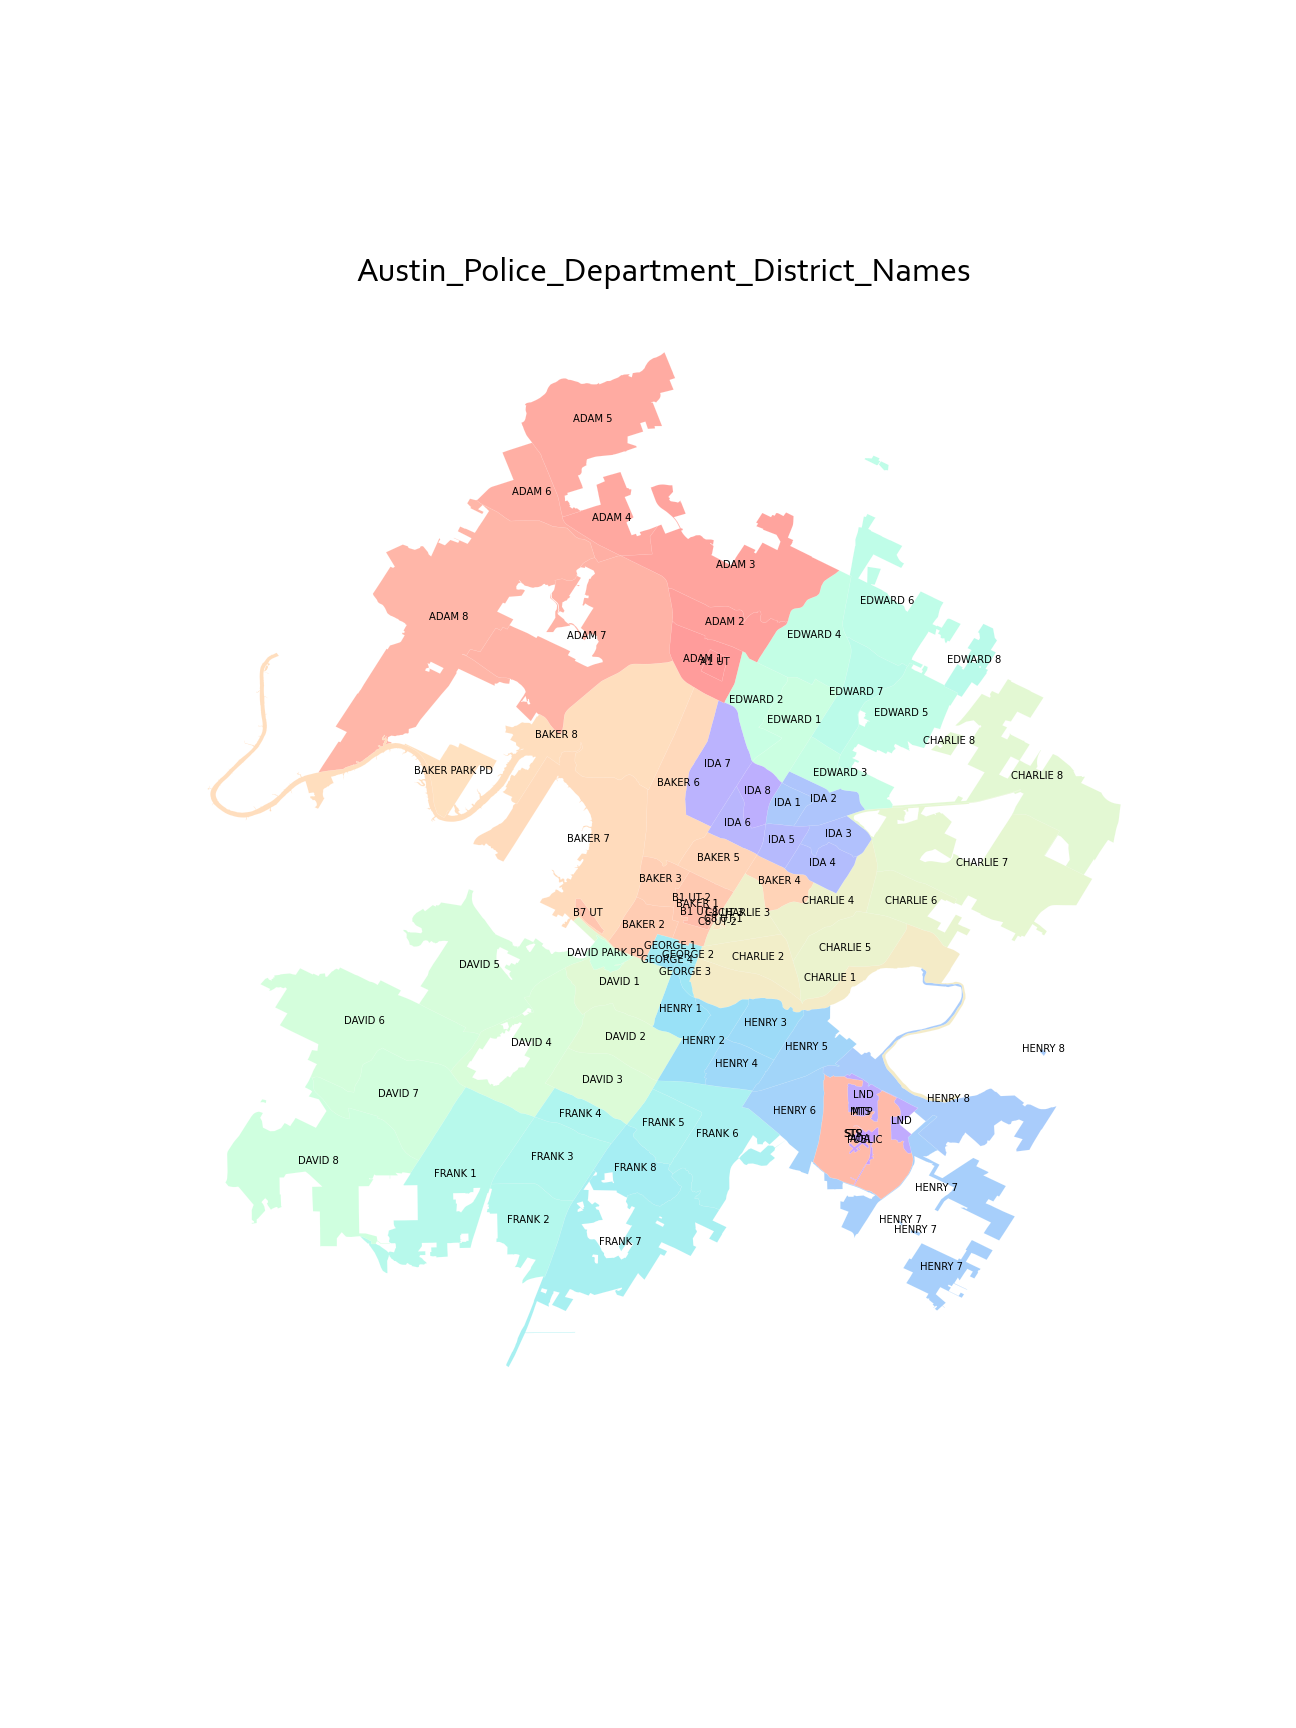 Austin_Police_Department_District_Names
ADAM 5
ADAM 6
ADAM 4
ADAM 3
EDWARD 6
ADAM 8
ADAM 2
ADAM 7
EDWARD 4
ADAM 1
A1 UT
EDWARD 8
EDWARD 7
EDWARD 2
EDWARD 5
EDWARD 1
BAKER 8
CHARLIE 8
IDA 7
BAKER PARK PD
EDWARD 3
CHARLIE 8
BAKER 6
IDA 8
IDA 1
IDA 2
IDA 6
IDA 3
BAKER 7
IDA 5
BAKER 5
IDA 4
CHARLIE 7
BAKER 3
BAKER 4
B1 UT-2
CHARLIE 4
CHARLIE 6
BAKER 1
B7 UT
B1 UT-1
CHARLIE 3
C8 UT-1
C8 UT-2
BAKER 2
GEORGE 1
CHARLIE 5
DAVID PARK PD
GEORGE 2
CHARLIE 2
GEORGE 4
DAVID 5
GEORGE 3
CHARLIE 1
DAVID 1
HENRY 1
DAVID 6
HENRY 3
DAVID 2
DAVID 4
HENRY 2
HENRY 5
HENRY 8
HENRY 4
DAVID 3
DAVID 7
LND
HENRY 8
FRANK 4
HENRY 6
FRANK 5
LND
FRANK 6
PUBLIC
FRANK 3
DAVID 8
FRANK 8
FRANK 1
HENRY 7
FRANK 2
HENRY 7
HENRY 7
FRANK 7
HENRY 7